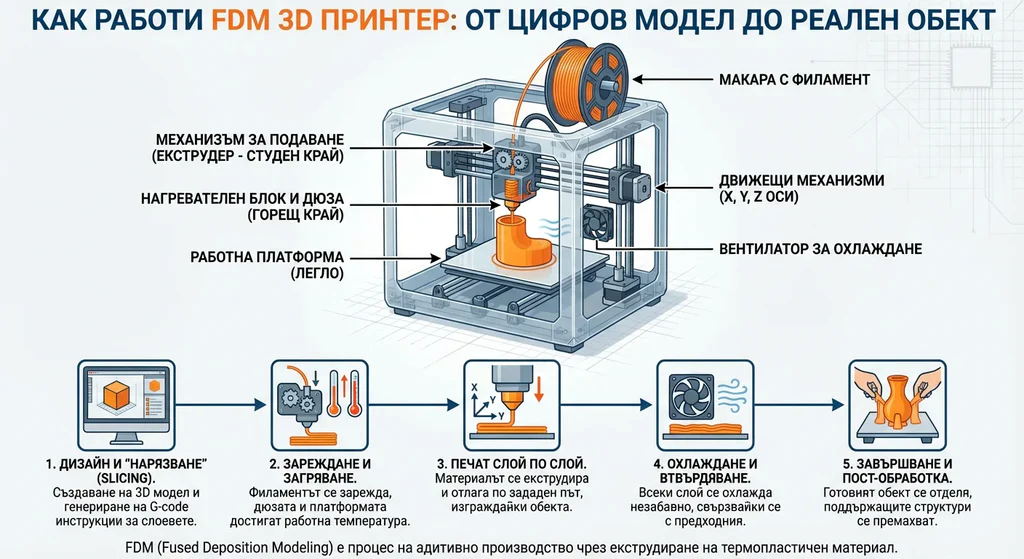 КАК РАБОТИ FDM 3D ПРИНТЕР: ОТ ЦИФРОВ МОДЕЛ ДО РЕАЛЕН ОБЕКТ
МАКАРА С ФИЛАМЕНТ
МЕХАНИЗЪМ ЗА ПОДАВАНЕ
(ЕКСТРУДЕР - СТУДЕН КРАЙ)
НАГРЕВАТЕЛЕН БЛОК И ДЮЗА
(ГОРЕЩ КРАЙ)
ДВИЖЕЩИ МЕХАНИЗМИ
(X, Y, Z ОСИ)
РАБОТНА ПЛАТФОРМА
(ЛЕГЛО)
ВЕНТИЛАТОР ЗА ОХЛАЖДАНЕ
X
Y
Y
1. ДИЗАЙН И "НАРЯЗВАНЕ"
(SLICING).
Създаване на 3D модел и
генериране на G-code
инструкции за слоевете.
2. ЗАРЕЖДАНЕ И
ЗАГРЯВАНЕ.
Филаментът се зарежда,
дюзата и платформата
достигат работна температура.
3. ПЕЧАТ СЛОЙ ПО СЛОЙ.
Материалът се екструдира
и отлага по зададен път,
изграждайки обекта.
4. ОХЛАЖДАНЕ И
ВТВЪРДЯВАНЕ.
Всеки слой се охлажда
незабавно, свързвайки се
с предходния.
5. ЗАВЪРШВАНЕ И
ПОСТ-ОБРАБОТКА.
Готовият обект се отделя,
поддържащите структури
се премахват.
FDM (Fused Deposition Modeling) е процес на адитивно производство чрез екструдиране на термопластичен материал.